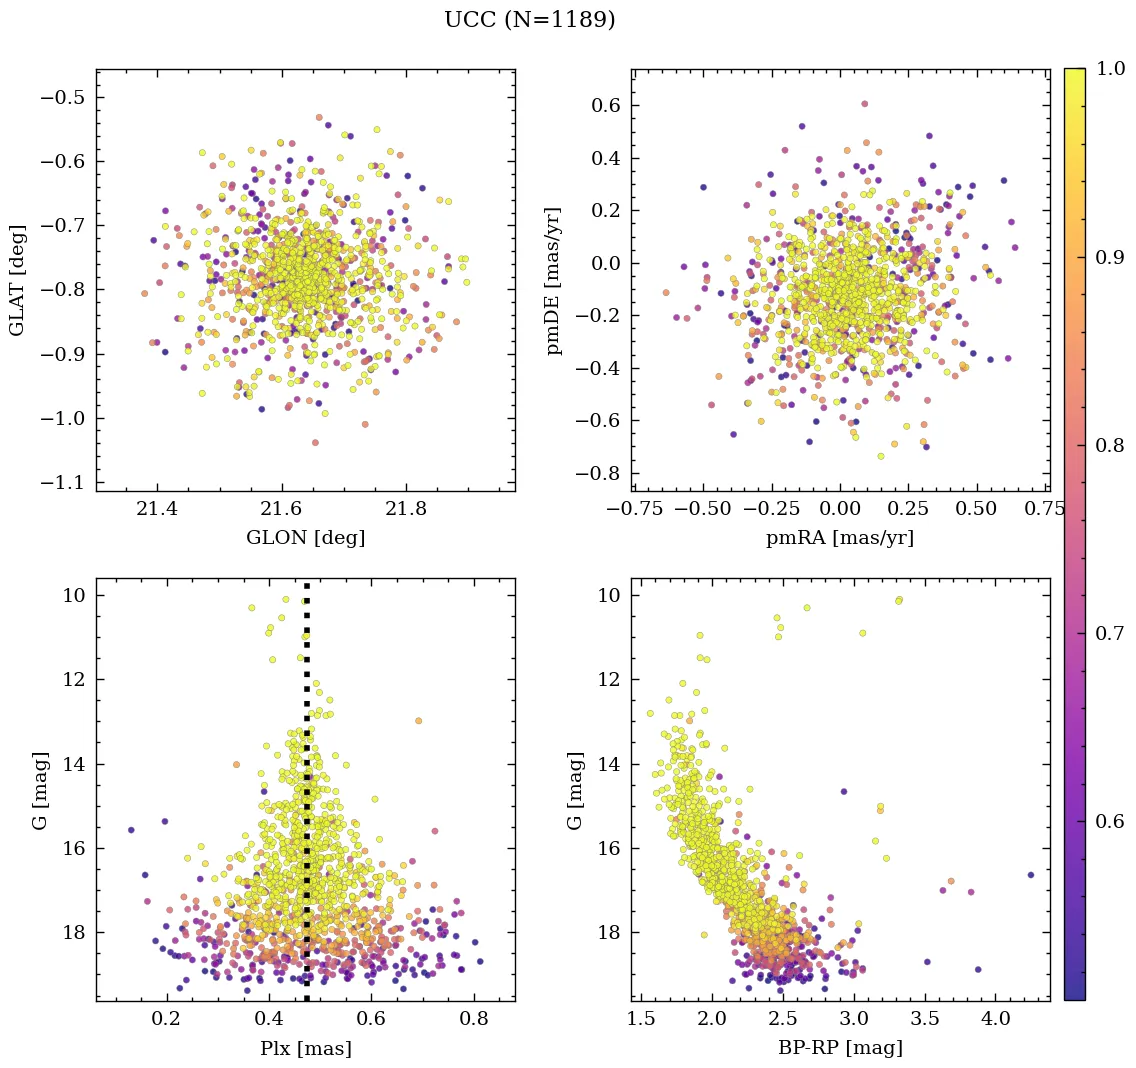 UCC (N=1189)
−0.5
−0.6
−0.7
−0.8
−0.9
−1.0
−1.1
GLAT [deg]
21.4 21.6 21.8
GLON [deg]
0.6
0.4
0.2
0.0
−0.2
−0.4
−0.6
−0.8
pmDE [mas/yr]
−0.75 −0.50 −0.25 0.00 0.25 0.50 0.75
pmRA [mas/yr]
10
12
14
16
18
G [mag]
0.2 0.4 0.6 0.8
Plx [mas]
10
12
14
16
18
G [mag]
1.5 2.0 2.5 3.0 3.5 4.0
BP-RP [mag]
1.0
0.9
0.8
0.7
0.6